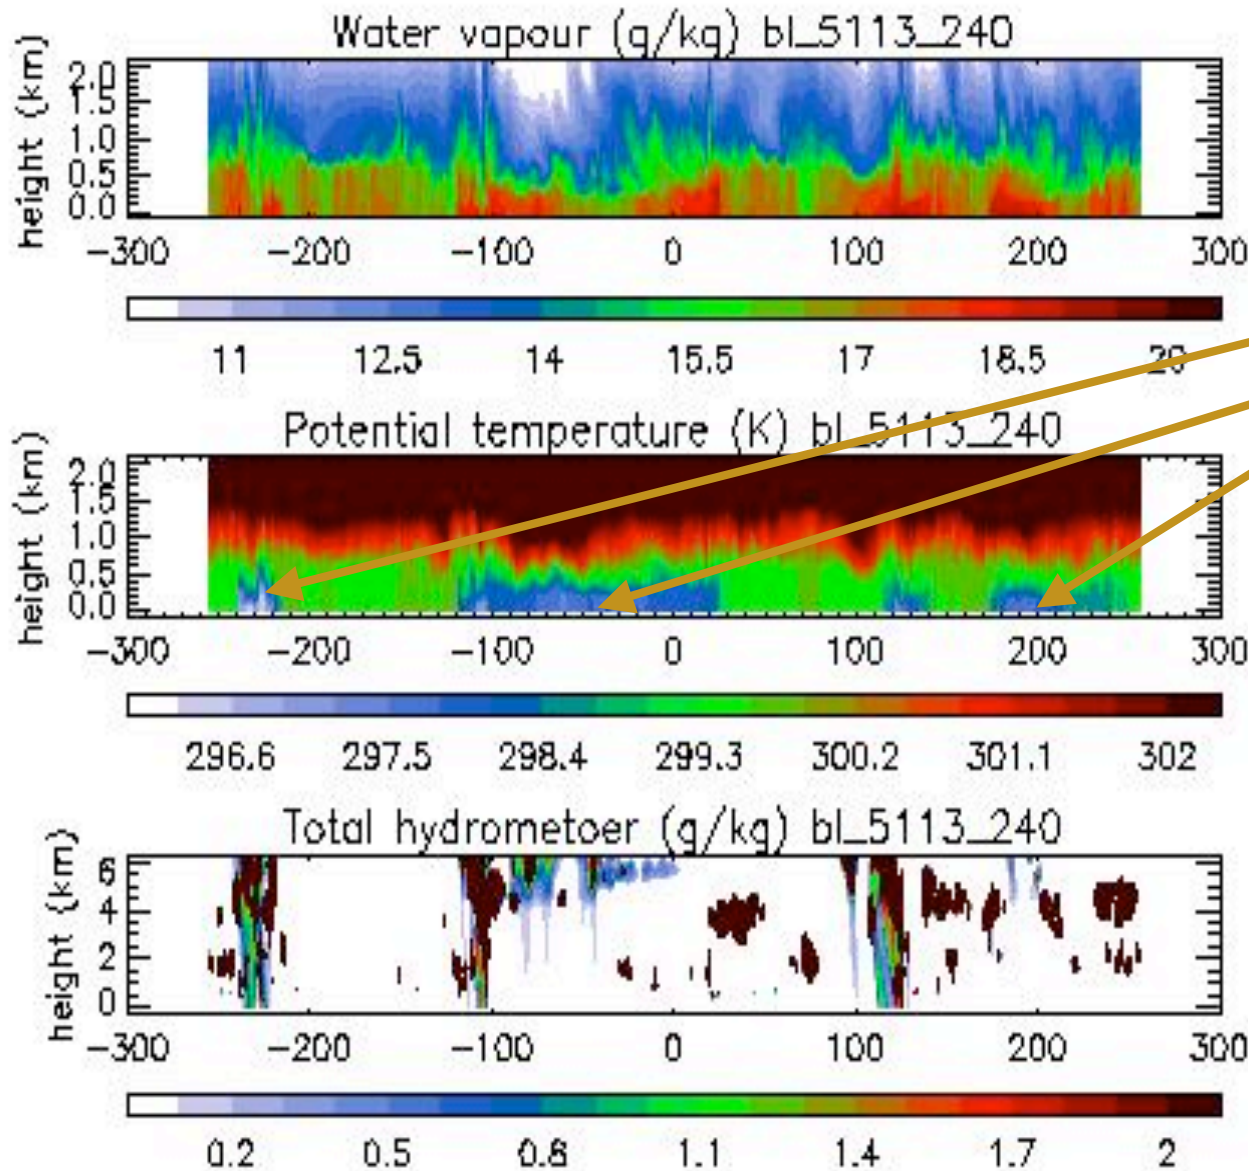 Water vapour (g/kg) bl_5113_240
height (km)
2.0
1.5
1.0
0.5
0.0
-300 -200 -100 0 100 200 300
11 12.5 14 15.5 17 18.5 20
Potential temperature (K) bl_5113_240
height (km)
2.0
1.5
1.0
0.5
0.0
-300 -200 -100 0 100 200 300
296.6 297.5 298.4 299.3 300.2 301.1 302
Total hydrometoer (g/kg) bl_5113_240
height (km)
6
4
2
0
-300 -200 -100 0 100 200 300
0.2 0.5 0.8 1.1 1.4 1.7 2